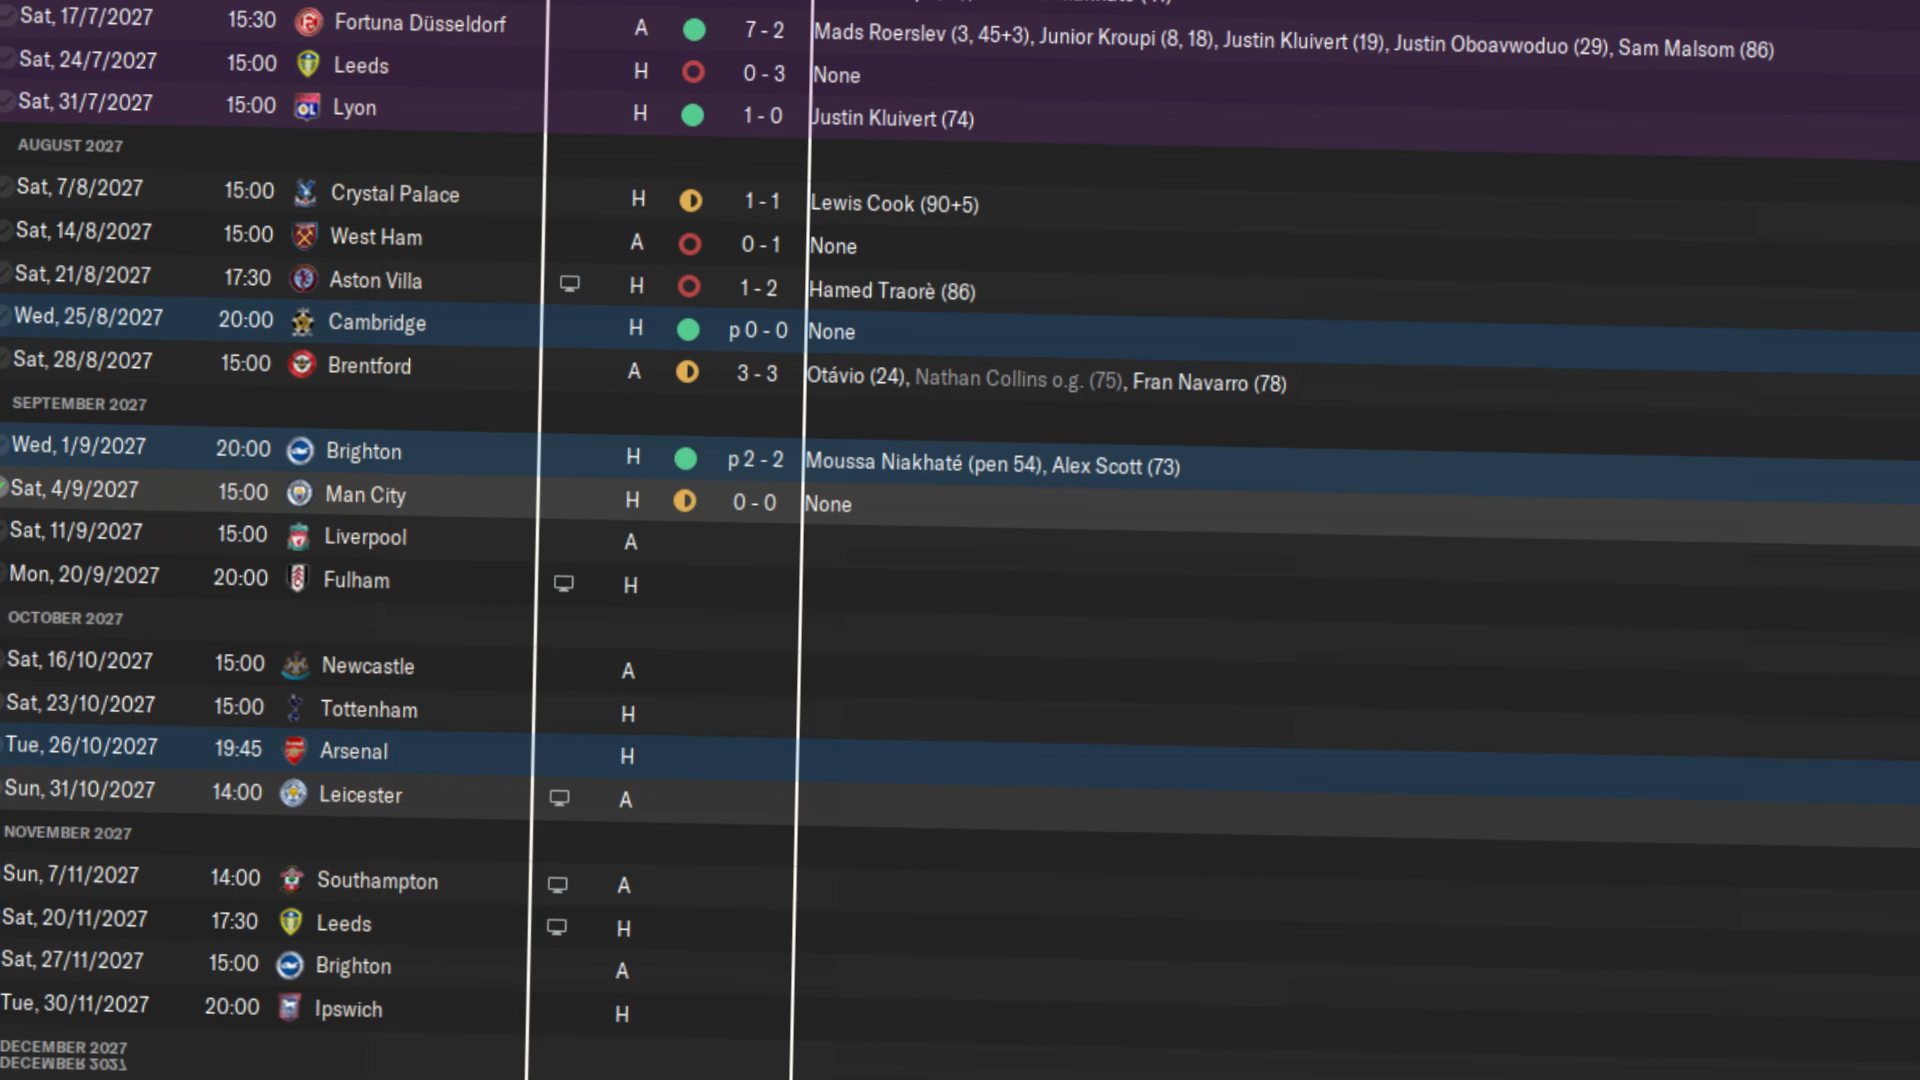 Sat, 17/7/2027 15:30 Fortuna Düsseldorf A 7 - 2 Mads Roerslev (3, 45+3), Junior Kroupi (8, 18), Justin Kluivert (19), Justin Oboavwoduo (29), Sam Malsom (86)
Sat, 24/7/2027 15:00 Leeds H 0 - 3 None
Sat, 31/7/2027 15:00 Lyon H 1 - 0 Justin Kluivert (74)
AUGUST 2027
Sat, 7/8/2027 15:00 Crystal Palace H 1 - 1 Lewis Cook (90+5)
Sat, 14/8/2027 15:00 West Ham A 0 - 1 None
Sat, 21/8/2027 17:30 Aston Villa H 1 - 2 Hamed Traorè (86)
Wed, 25/8/2027 20:00 Cambridge H p 0 - 0 None
Sat, 28/8/2027 15:00 Brentford A 3 - 3 Otávio (24), Nathan Collins o.g. (75), Fran Navarro (78)
SEPTEMBER 2027
Wed, 1/9/2027 20:00 Brighton H p 2 - 2 Moussa Niakhaté (pen 54), Alex Scott (73)
Sat, 4/9/2027 15:00 Man City H 0 - 0 None
Sat, 11/9/2027 15:00 Liverpool A
Mon, 20/9/2027 20:00 Fulham H
OCTOBER 2027
Sat, 16/10/2027 15:00 Newcastle A
Sat, 23/10/2027 15:00 Tottenham H
Tue, 26/10/2027 19:45 Arsenal H
Sun, 31/10/2027 14:00 Leicester A
NOVEMBER 2027
Sun, 7/11/2027 14:00 Southampton A
Sat, 20/11/2027 17:30 Leeds H
Sat, 27/11/2027 15:00 Brighton A
Tue, 30/11/2027 20:00 Ipswich H
DECEMBER 2027